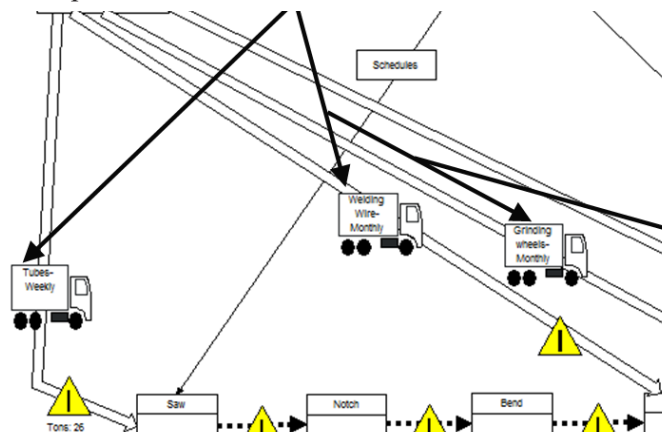 Schedules
Welding
Wire-
Monthly
Grinding
wheels-
Monthly
Tubes-
Weekly
I
I
Saw
Notch
Bend
Tons: 26
I
I
I